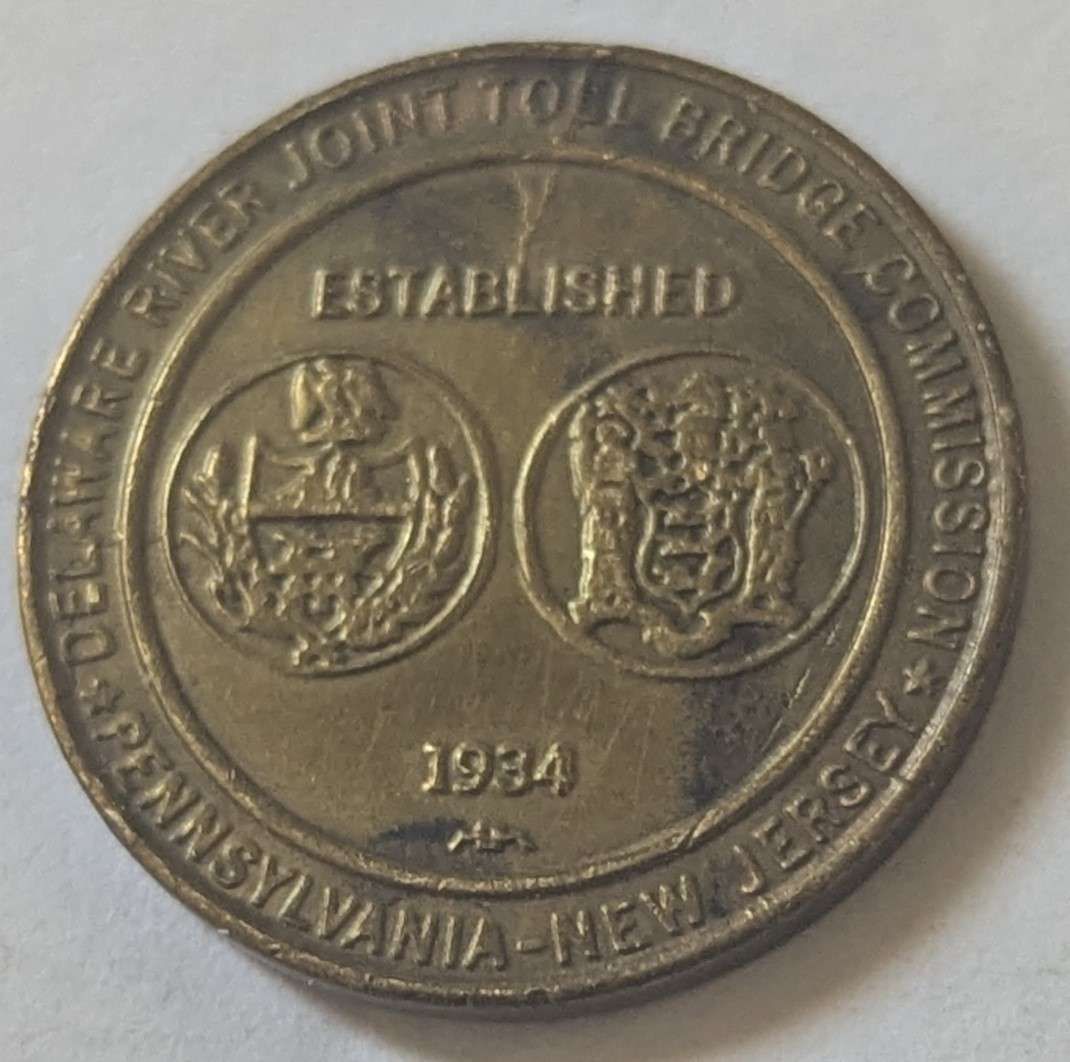 DELAWARE RIVER JOINT TOLL BRIDGE COMMISSION
ESTABLISHED
1934
PENNSYLVANIA-NEW JERSEY